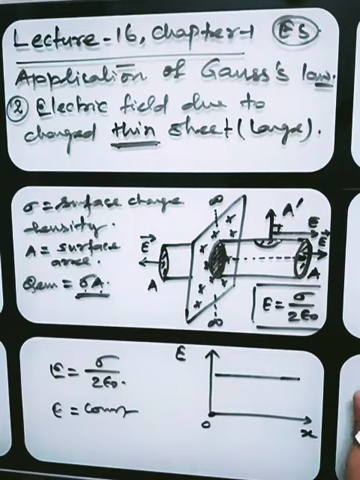 Lecture-16, chapter-1 ES
Application of Gauss's law.
② Electric field due to
charged thin sheet (Large).
σ = surface charge
density.
A = surface
area.
Qen = σA.
∞
A'
E
E
E
A
A
∞
E = σ/2ε₀
E = σ/2ε₀.
E = const
E
0
x